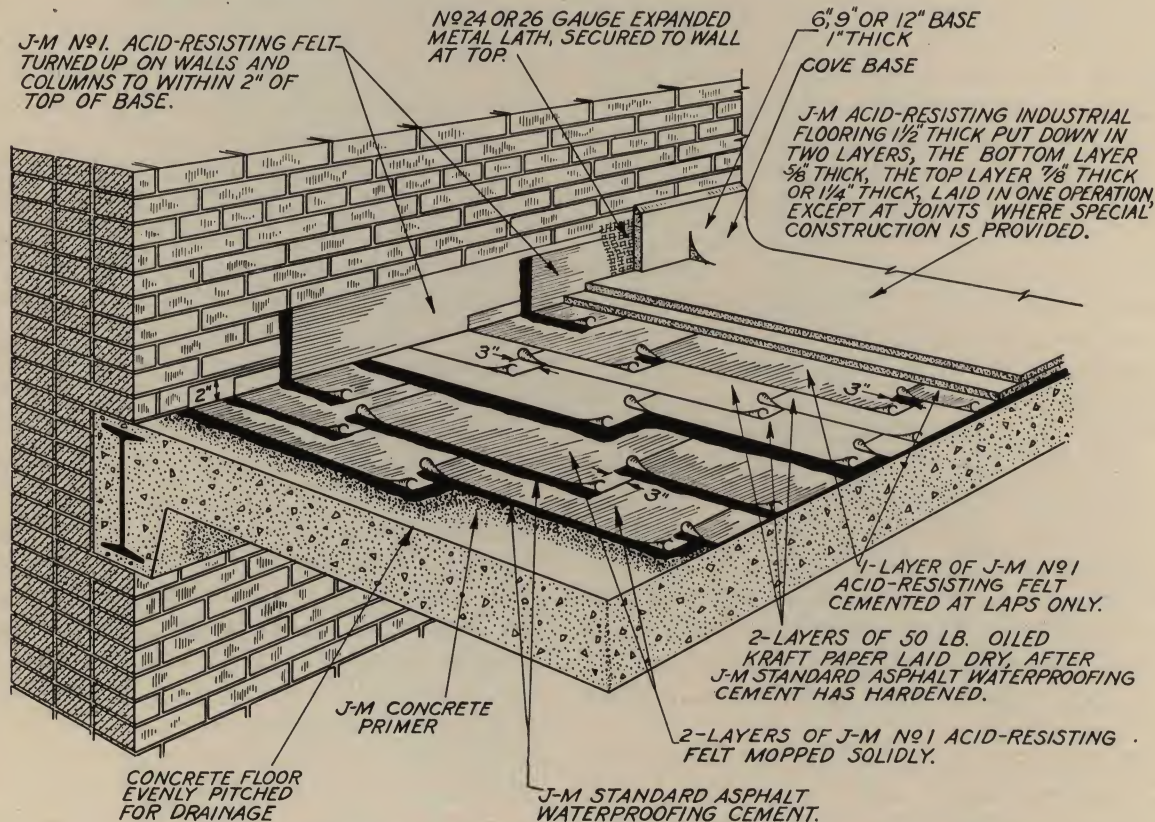 J-M Nº1. ACID-RESISTING FELT
TURNED UP ON WALLS AND
COLUMNS TO WITHIN 2" OF
TOP OF BASE.
Nº 24 OR 26 GAUGE EXPANDED
METAL LATH, SECURED TO WALL
AT TOP.
6", 9" OR 12" BASE
1" THICK
COVE BASE
J-M ACID-RESISTING INDUSTRIAL
FLOORING 1½" THICK PUT DOWN IN
TWO LAYERS, THE BOTTOM LAYER
⅝" THICK, THE TOP LAYER ⅞" THICK
OR 1¼" THICK, LAID IN ONE OPERATION,
EXCEPT AT JOINTS WHERE SPECIAL
CONSTRUCTION IS PROVIDED.
3"
3"
2"
3"
1-LAYER OF J-M Nº1
ACID-RESISTING FELT
CEMENTED AT LAPS ONLY.
2-LAYERS OF 50 LB. OILED
KRAFT PAPER LAID DRY, AFTER
J-M STANDARD ASPHALT WATERPROOFING
CEMENT HAS HARDENED.
J-M CONCRETE
PRIMER
2-LAYERS OF J-M Nº1 ACID-RESISTING
FELT MOPPED SOLIDLY.
CONCRETE FLOOR
EVENLY PITCHED
FOR DRAINAGE
J-M STANDARD ASPHALT
WATERPROOFING CEMENT.